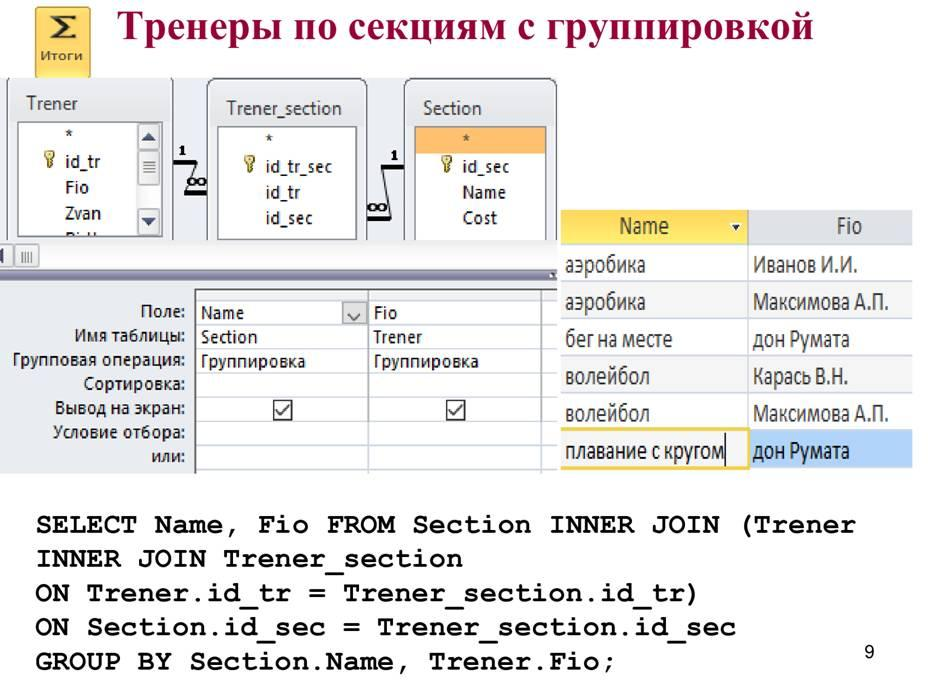 Σ
Итоги
Тренеры по секциям с группировкой
Trener
*
id_tr
Fio
Zvan
Trener_section
*
id_tr_sec
id_tr
id_sec
Section
*
id_sec
Name
Cost
1
∞
1
∞
Поле: Name Fio
Имя таблицы: Section Trener
Групповая операция: Группировка Группировка
Сортировка:
Вывод на экран:
Условие отбора:
или:
Name Fio
аэробика Иванов И.И.
аэробика Максимова А.П.
бег на месте дон Румата
волейбол Карась В.Н.
волейбол Максимова А.П.
плавание с кругом дон Румата
SELECT Name, Fio FROM Section INNER JOIN (Trener
INNER JOIN Trener_section
ON Trener.id_tr = Trener_section.id_tr)
ON Section.id_sec = Trener_section.id_sec
GROUP BY Section.Name, Trener.Fio;
9